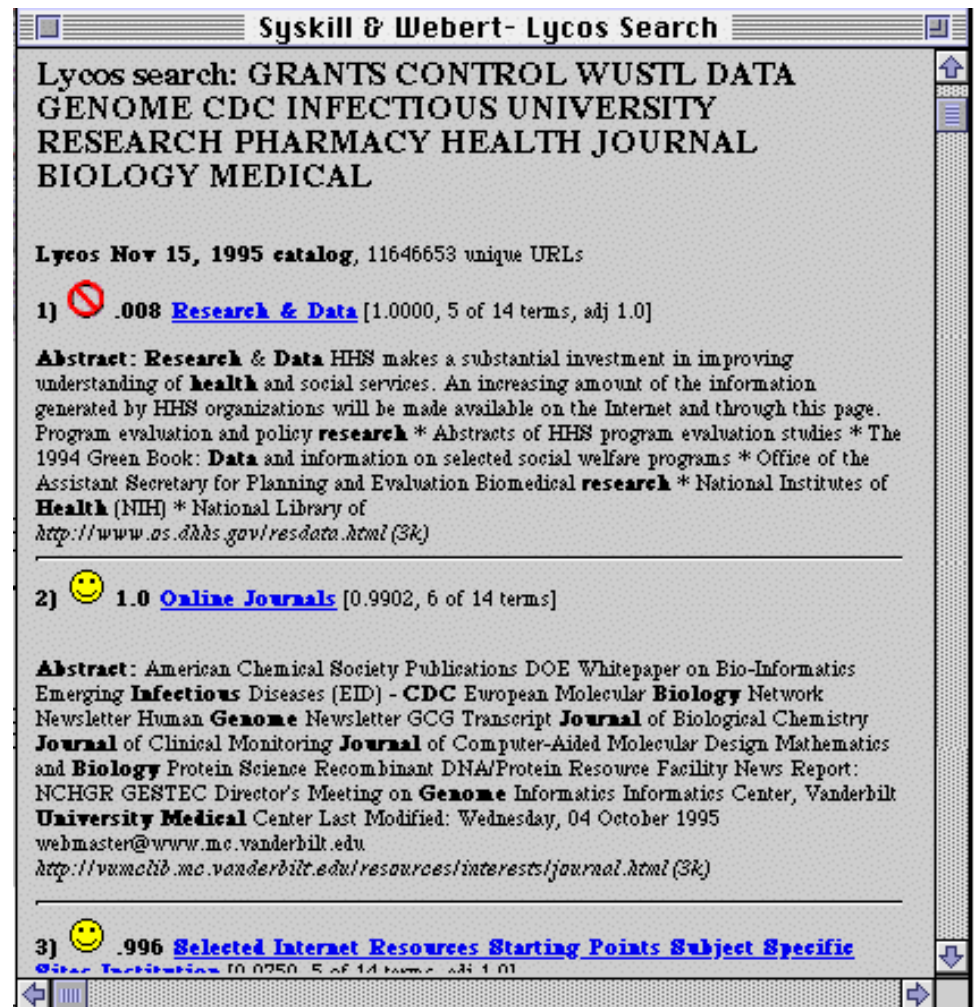 Syskill & Webert- Lycos Search
Lycos search: GRANTS CONTROL WUSTL DATA
GENOME CDC INFECTIOUS UNIVERSITY
RESEARCH PHARMACY HEALTH JOURNAL
BIOLOGY MEDICAL
Lycos Nov 15, 1995 catalog, 11646653 unique URLs
1) .008 Research & Data [1.0000, 5 of 14 terms, adj 1.0]
Abstract: Research & Data HHS makes a substantial investment in improving
understanding of health and social services. An increasing amount of the information
generated by HHS organizations will be made available on the Internet and through this page.
Program evaluation and policy research * Abstracts of HHS program evaluation studies * The
1994 Green Book: Data and information on selected social welfare programs * Office of the
Assistant Secretary for Planning and Evaluation Biomedical research * National Institutes of
Health (NIH) * National Library of
http://www.os.dhhs.gov/resdata.html (3k)
2) 1.0 Online Journals [0.9902, 6 of 14 terms]
Abstract: American Chemical Society Publications DOE Whitepaper on Bio-Informatics
Emerging Infectious Diseases (EID) - CDC European Molecular Biology Network
Newsletter Human Genome Newsletter GCG Transcript Journal of Biological Chemistry
Journal of Clinical Monitoring Journal of Computer-Aided Molecular Design Mathematics
and Biology Protein Science Recombinant DNA/Protein Resource Facility News Report:
NCHGR GESTEC Director's Meeting on Genome Informatics Informatics Center, Vanderbilt
University Medical Center Last Modified: Wednesday, 04 October 1995
webmaster@www.mc.vanderbilt.edu
http://vumclib.mc.vanderbilt.edu/resources/interests/journal.html (3k)
3) .996 Selected Internet Resources Starting Points Subject Specific
Sites Institution [0.9750, 5 of 14 terms, adj 1.0]